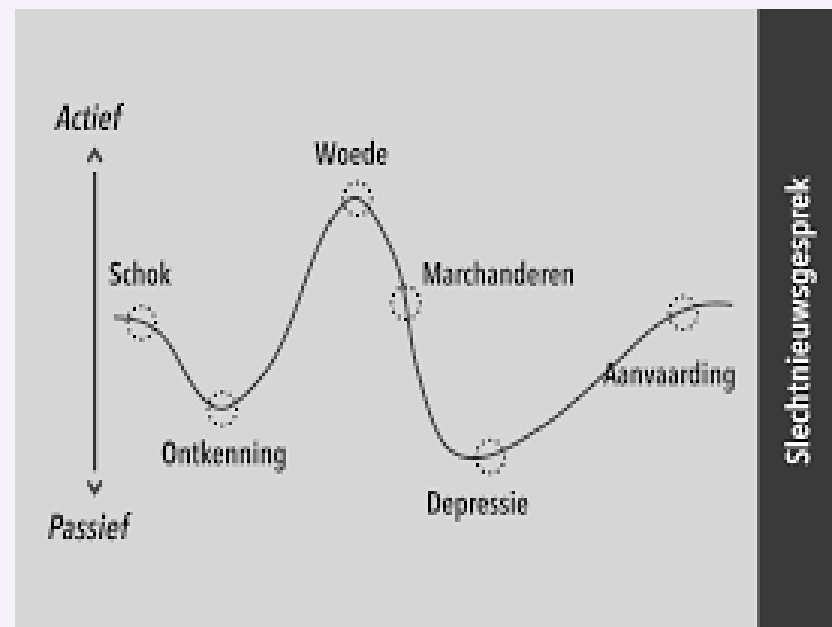 Actief
Woede
Schok
Marchanderen
Aanvaarding
Ontkenning
Depressie
Passief
Slechtnieuwsgesprek